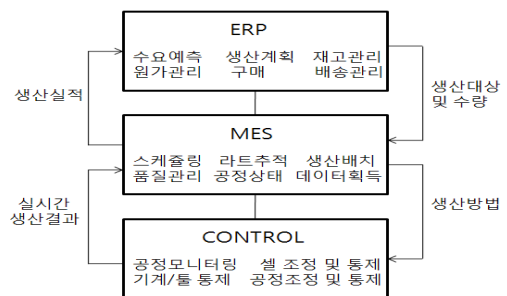 ERP
수요예측 생산계획 재고관리
원가관리 구매 배송관리
생산실적
생산대상
및 수량
MES
스케쥴링 라트추적 생산배치
품질관리 공정상태 데이터획득
실시간
생산결과
생산방법
CONTROL
공정모니터링 셀 조정 및 통제
기계/툴 통제 공정조정 및 통제